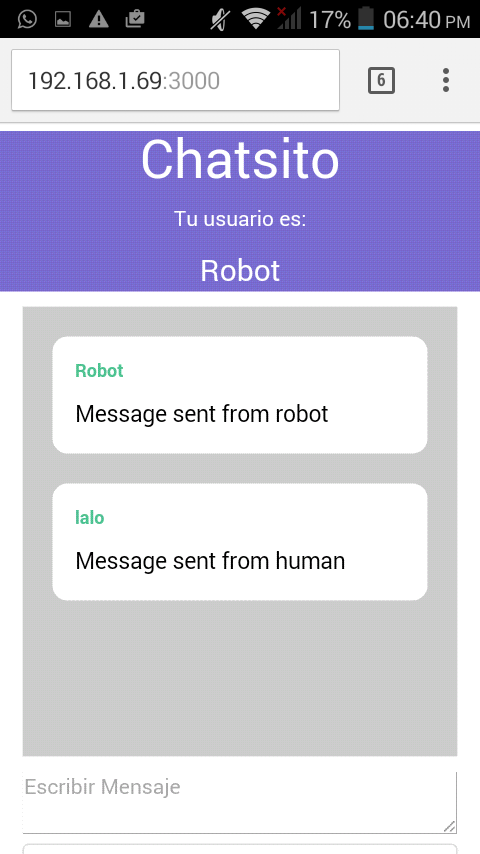 17% 06:40 PM
192.168.1.69:3000
6
Chatsito
Tu usuario es:
Robot
Robot
Message sent from robot
lalo
Message sent from human
Escribir Mensaje